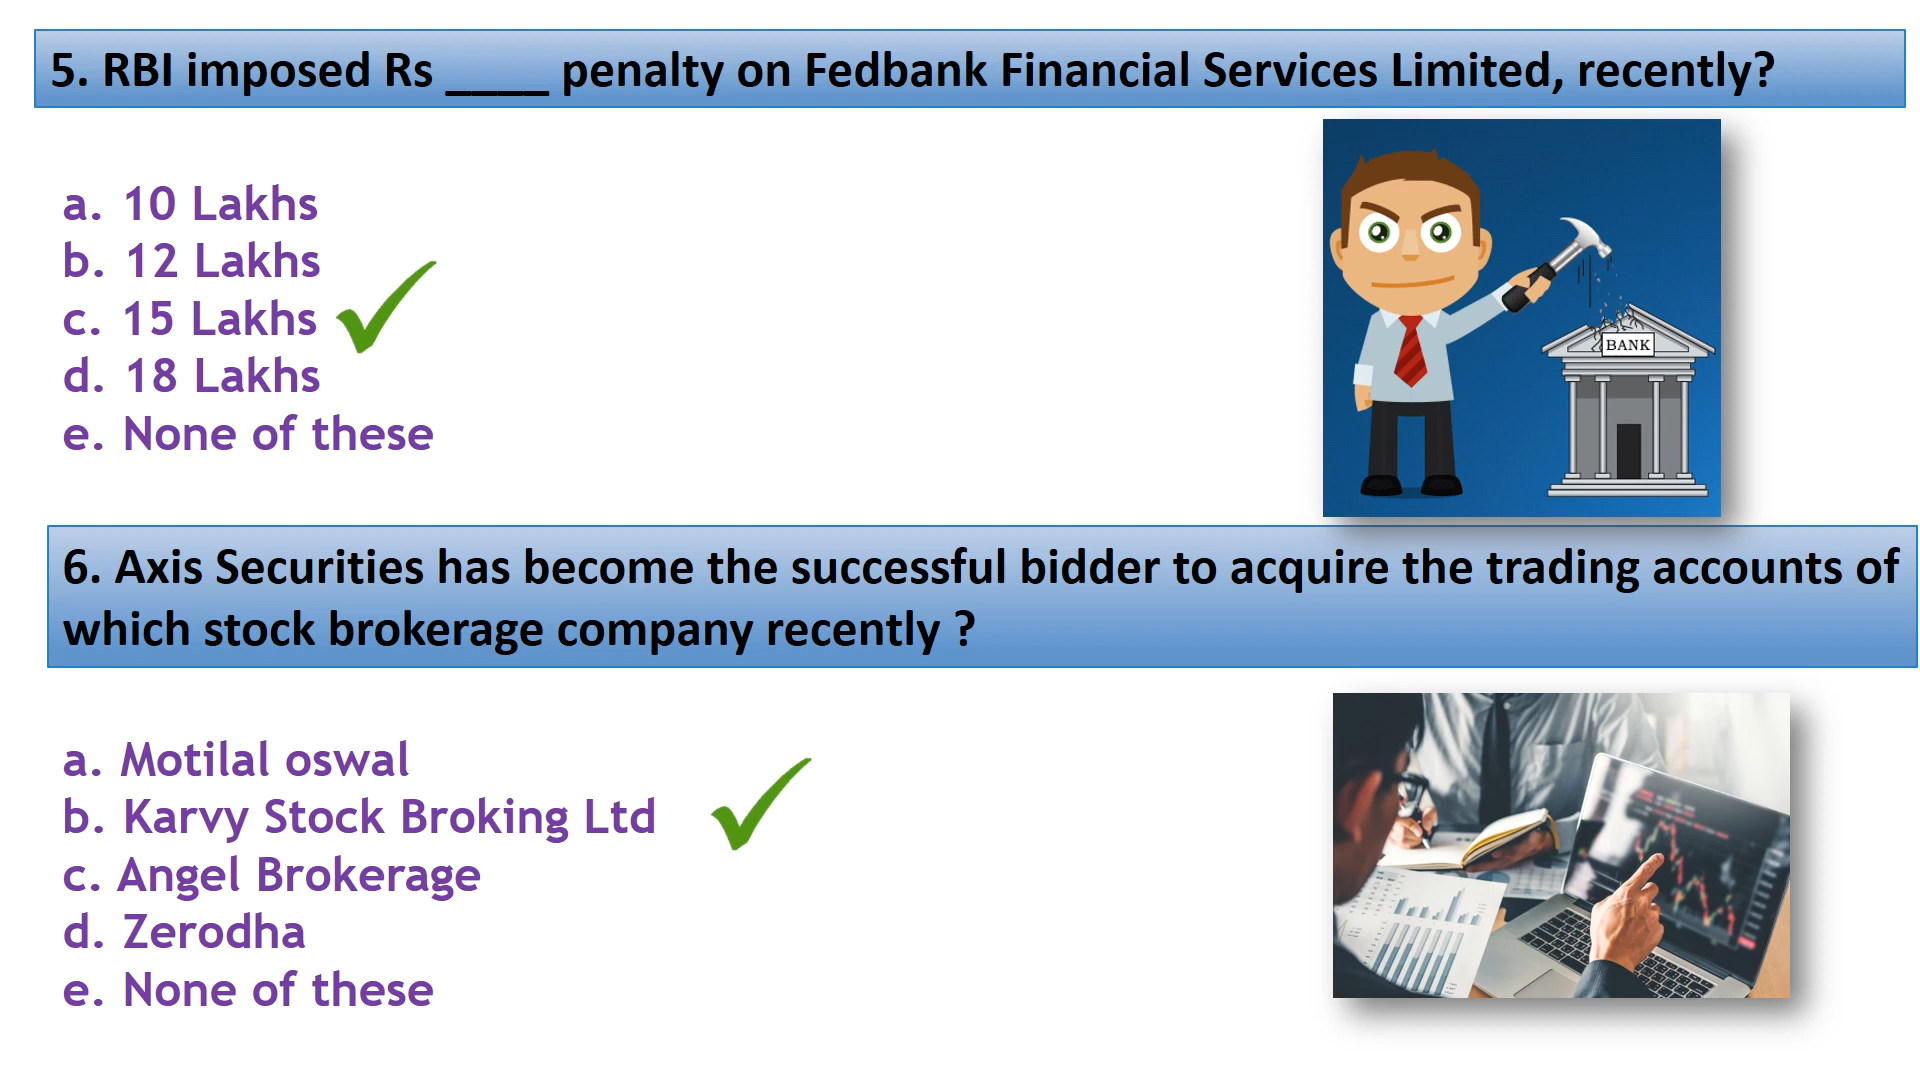 5. RBI imposed Rs ____ penalty on Fedbank Financial Services Limited, recently?
a. 10 Lakhs
b. 12 Lakhs
c. 15 Lakhs
d. 18 Lakhs
e. None of these
BANK
6. Axis Securities has become the successful bidder to acquire the trading accounts of
which stock brokerage company recently ?
a. Motilal oswal
b. Karvy Stock Broking Ltd
c. Angel Brokerage
d. Zerodha
e. None of these